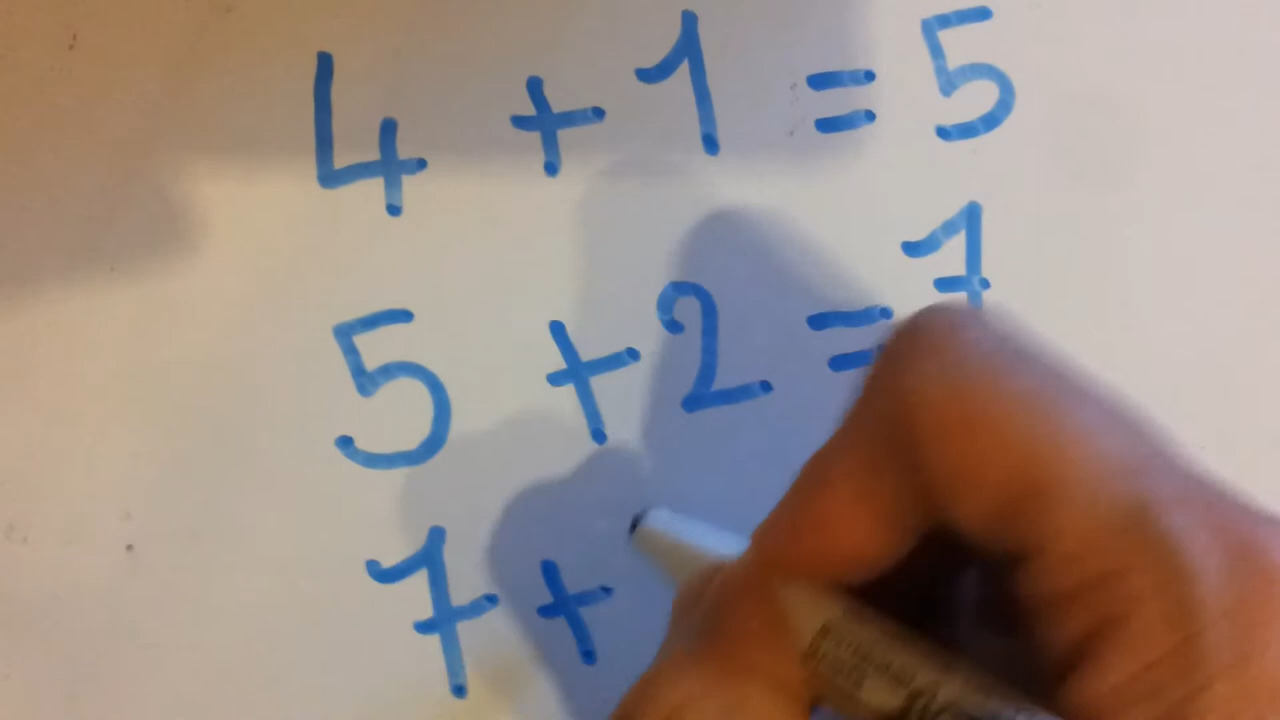 4 + 1 = 5
5 + 2 = 7
7 +